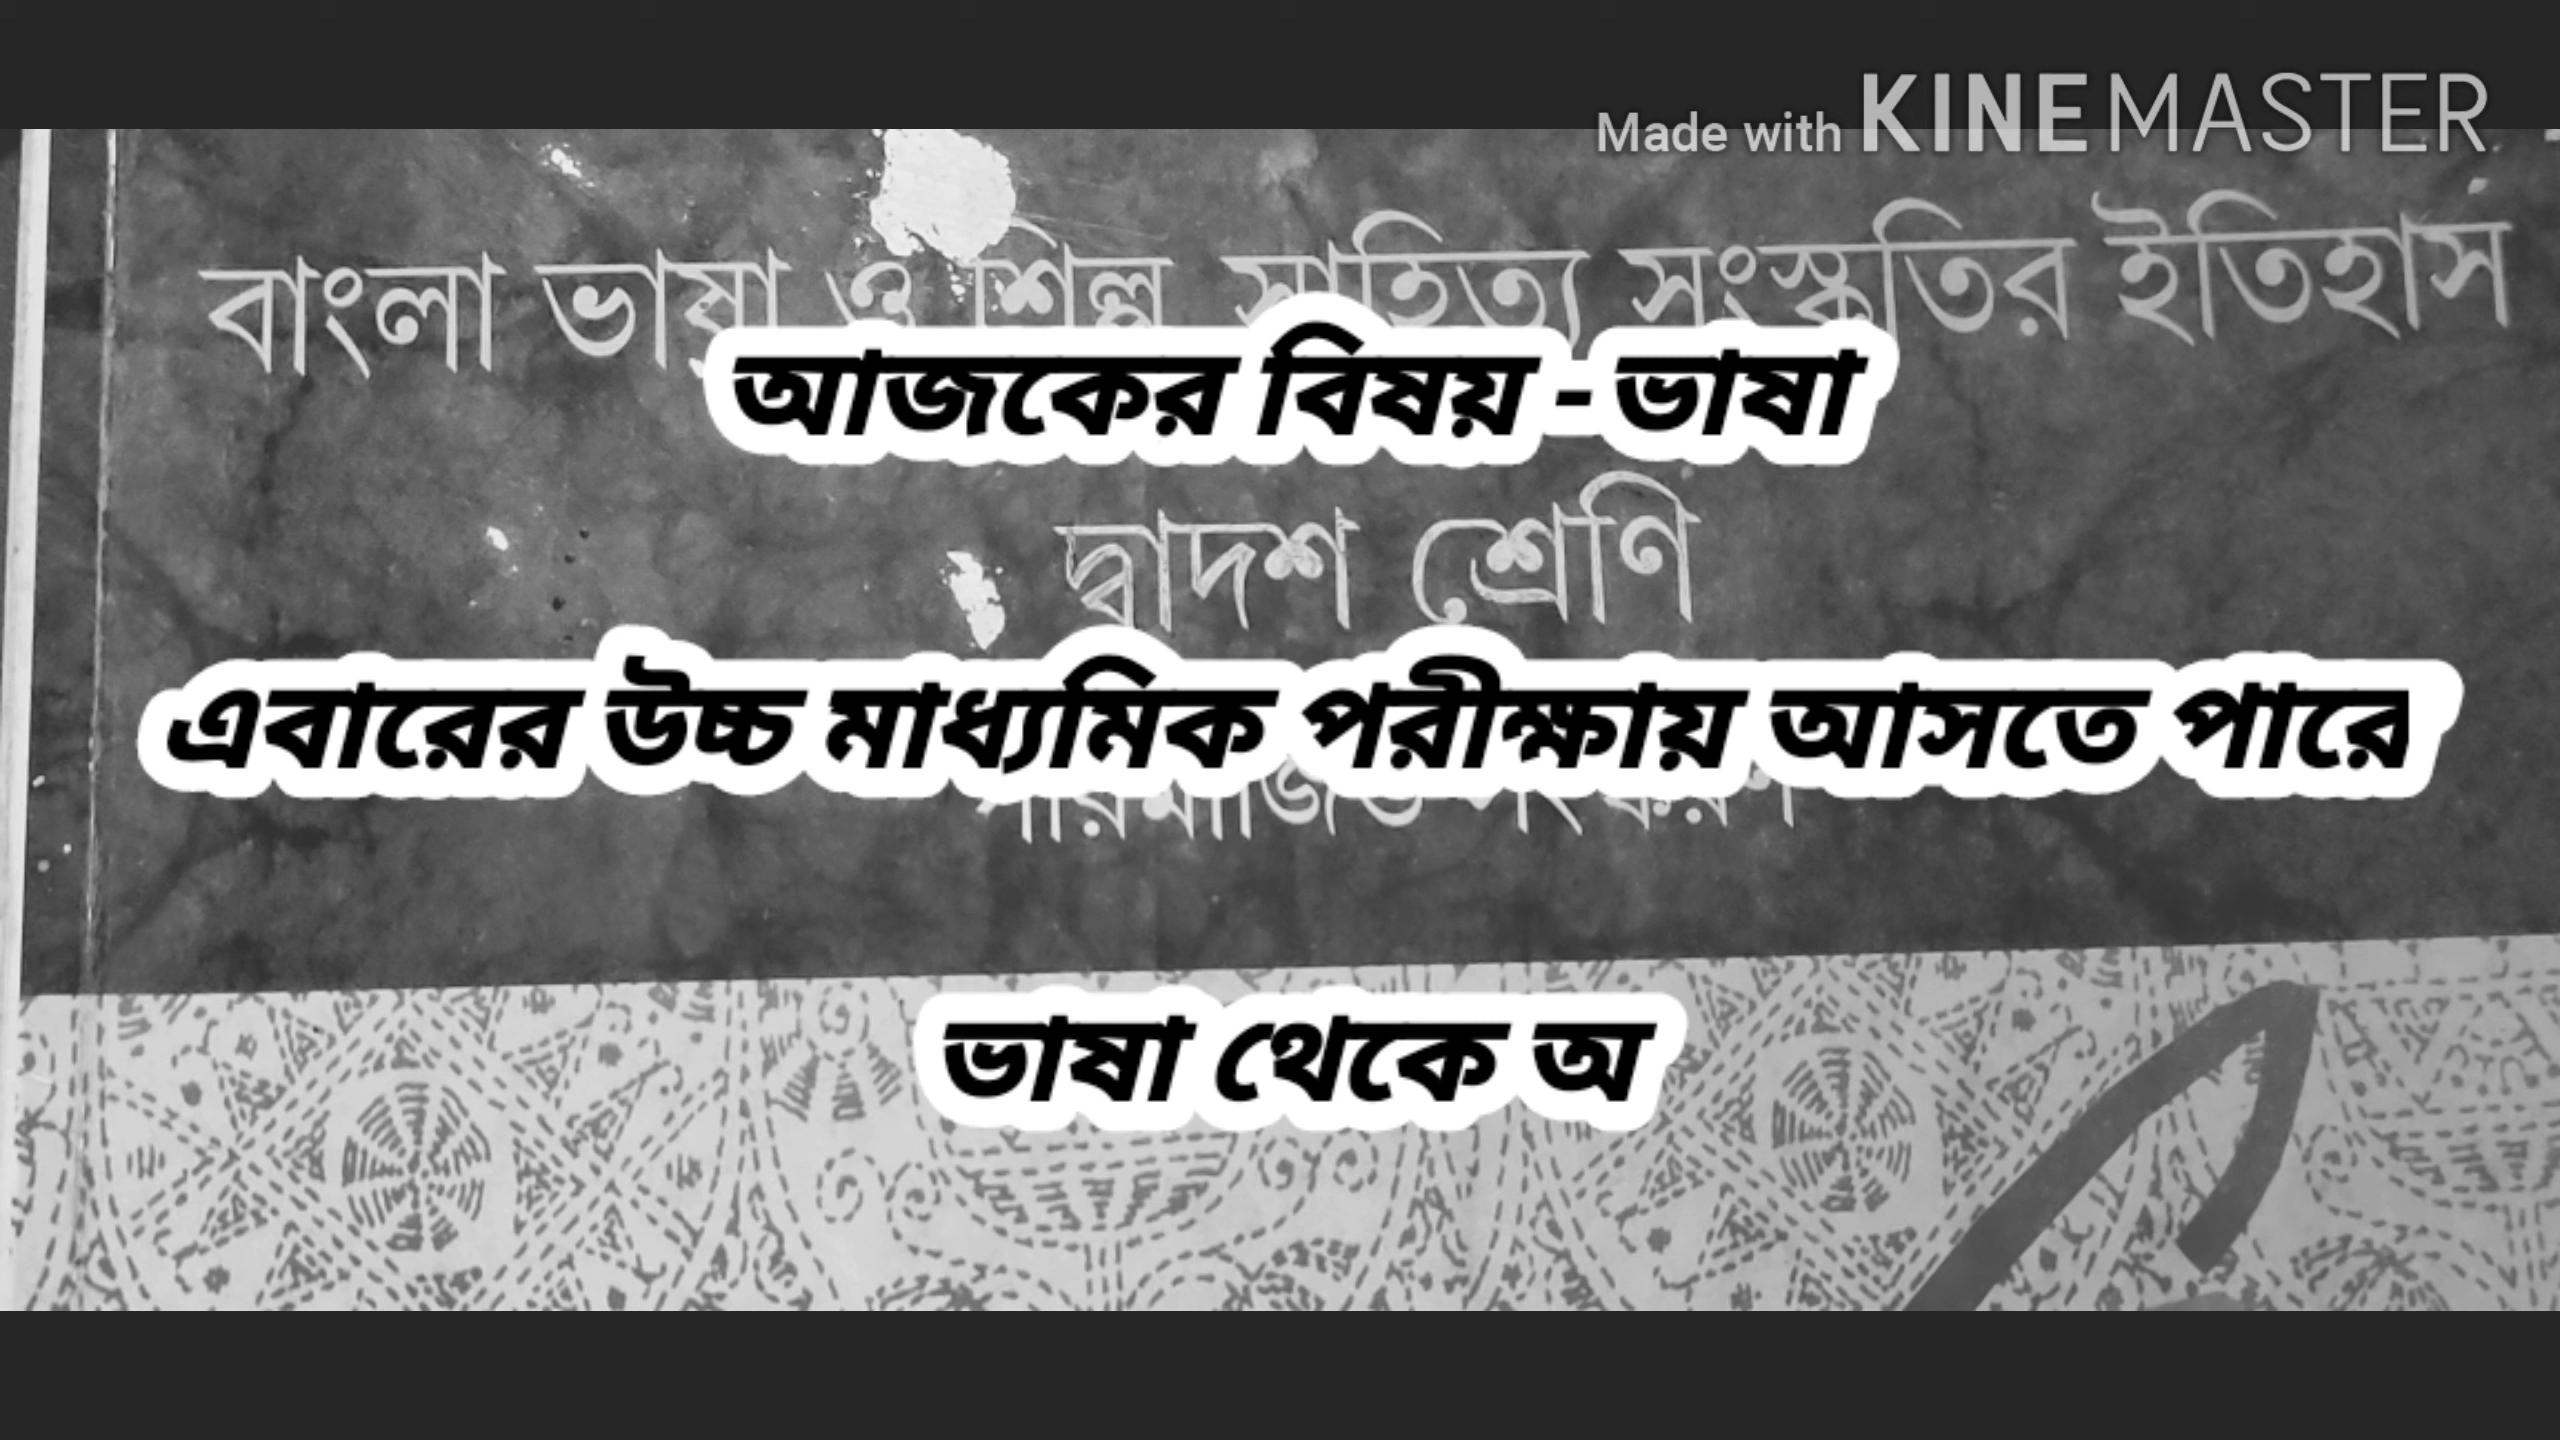 Made with KINEMASTER
বাংলা ভাষা ও শিল্প সাহিত্য সংস্কৃতির ইতিহাস
আজকের বিষয় - ভাষা
দ্বাদশ শ্রেণি
এবারের উচ্চ মাধ্যমিক পরীক্ষায় আসতে পারে
ভাষা থেকে অ